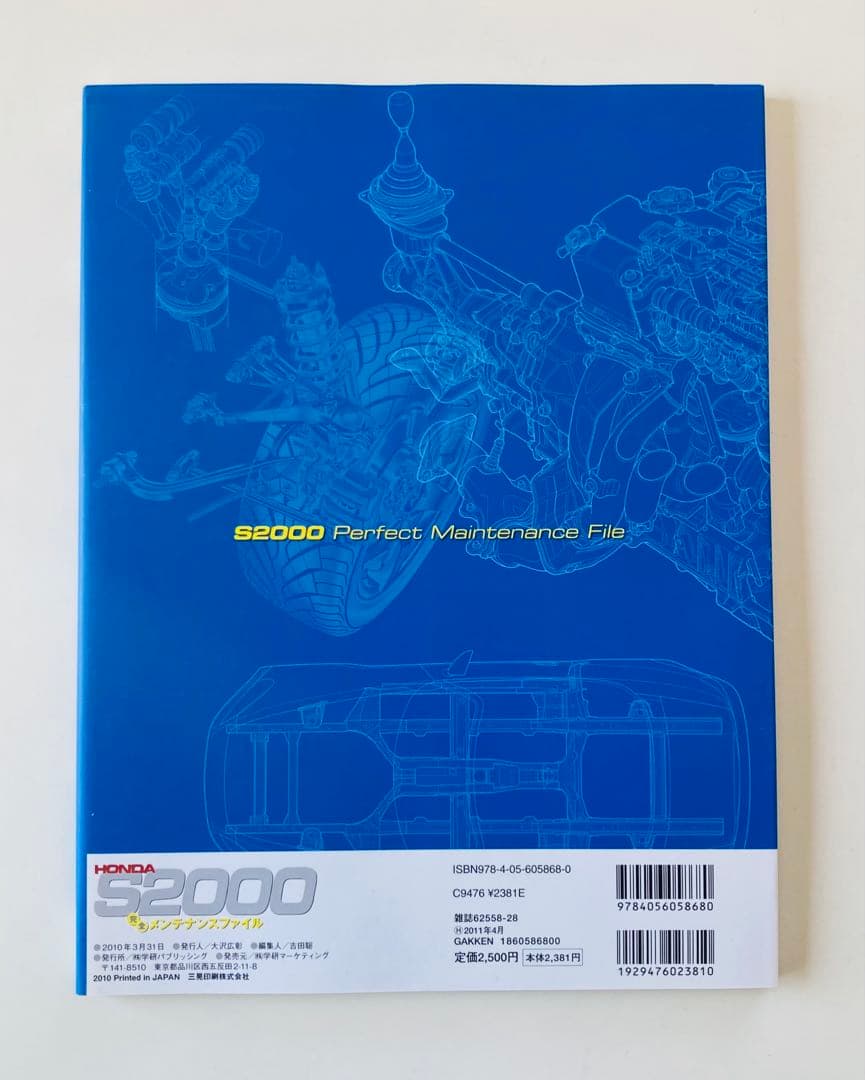 S2000 Perfect Maintenance File
HONDA
S2000
完全メンテナンスファイル
●2010年3月31日 ●発行人/大沢広彰 ●編集人/吉田聡
●発行所/㈱学研パブリッシング ●発売元/㈱学研マーケティング
〒141-8510 東京都品川区西五反田2-11-8
2010 Printed in JAPAN 三晃印刷株式会社
ISBN978-4-05-605868-0
C9476 ¥2381E
雑誌62558-28
Ⓗ2011年4月
GAKKEN 1860586800
定価2,500円 本体2,381円
9784056058680
1929476023810